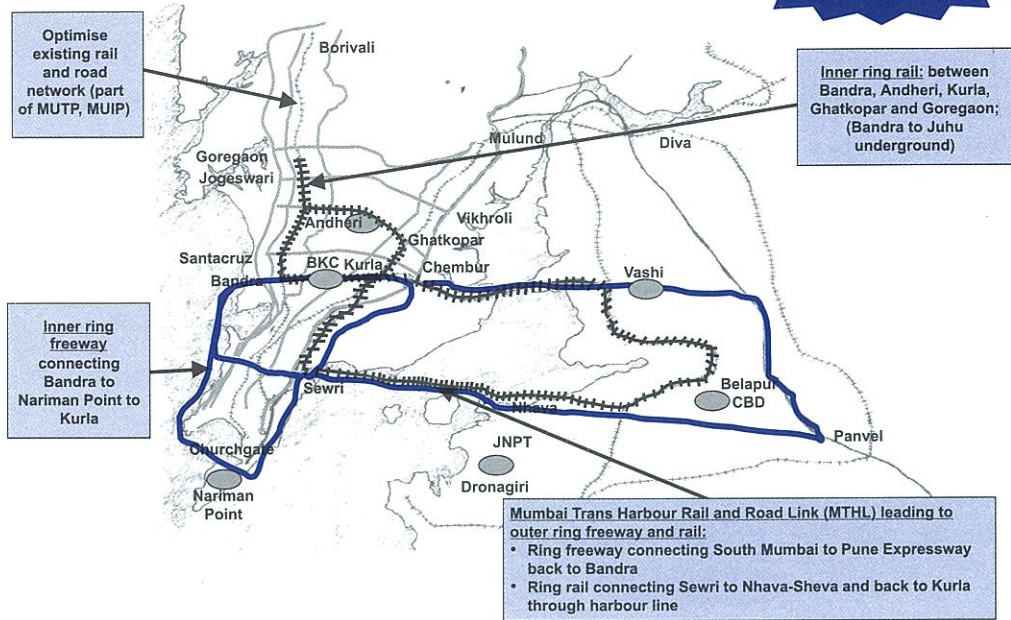 Optimise
existing rail
and road
network (part
of MUTP, MUIP)
Borivali
Inner ring rail: between
Bandra, Andheri, Kurla,
Ghatkopar and Goregaon;
(Bandra to Juhu
underground)
Mulund
Diva
Goregaon
Jogeswari
Andheri
Vikhroli
Ghatkopar
Santacruz
BKC Kurla
Chembur
Bandra
Vashi
Inner ring
freeway
connecting
Bandra to
Nariman Point to
Kurla
Sewri
Nhava
Belapur
CBD
Panvel
Churchgate
JNPT
Dronagiri
Nariman
Point
Mumbai Trans Harbour Rail and Road Link (MTHL) leading to
outer ring freeway and rail:
• Ring freeway connecting South Mumbai to Pune Expressway
back to Bandra
• Ring rail connecting Sewri to Nhava-Sheva and back to Kurla
through harbour line